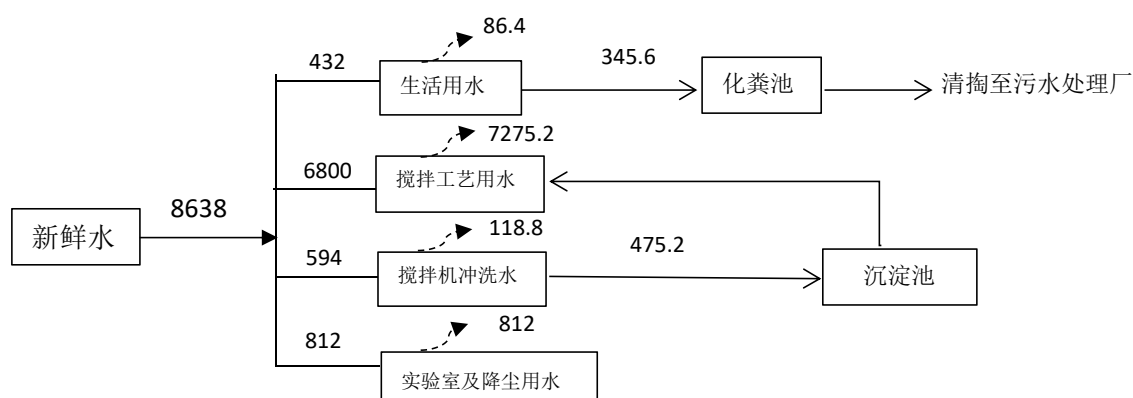 86.4
432
生活用水
345.6
化粪池
清掏至污水处理厂
7275.2
6800
搅拌工艺用水
新鲜水
8638
118.8
594
搅拌机冲洗水
475.2
沉淀池
812
812
实验室及降尘用水